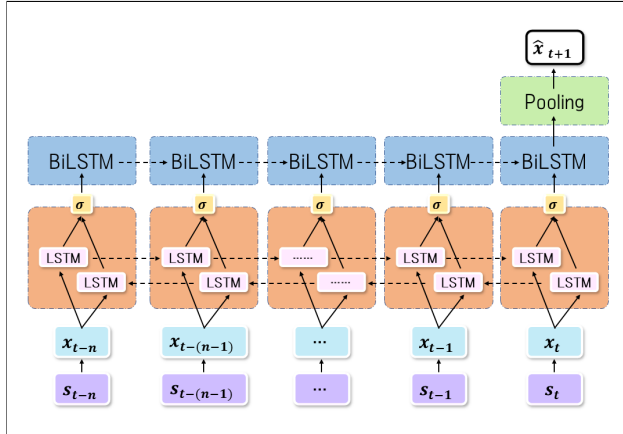 x̂ t+1
Pooling
BiLSTM BiLSTM BiLSTM BiLSTM BiLSTM
σ σ σ σ σ
LSTM LSTM ...... LSTM LSTM
LSTM LSTM ...... LSTM LSTM
x t−n x t−(n−1) ... x t−1 x t
s t−n s t−(n−1) ... s t−1 s t